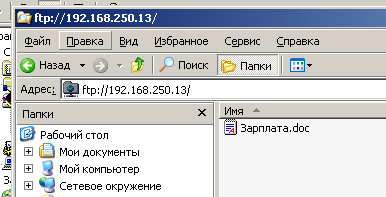 ftp://192.168.250.13/
Файл Правка Вид Избранное Сервис Справка
Назад Поиск Папки
Адрес: ftp://192.168.250.13/
Папки
Имя
Рабочий стол
Зарплата.doc
Мои документы
Мой компьютер
Сетевое окружение